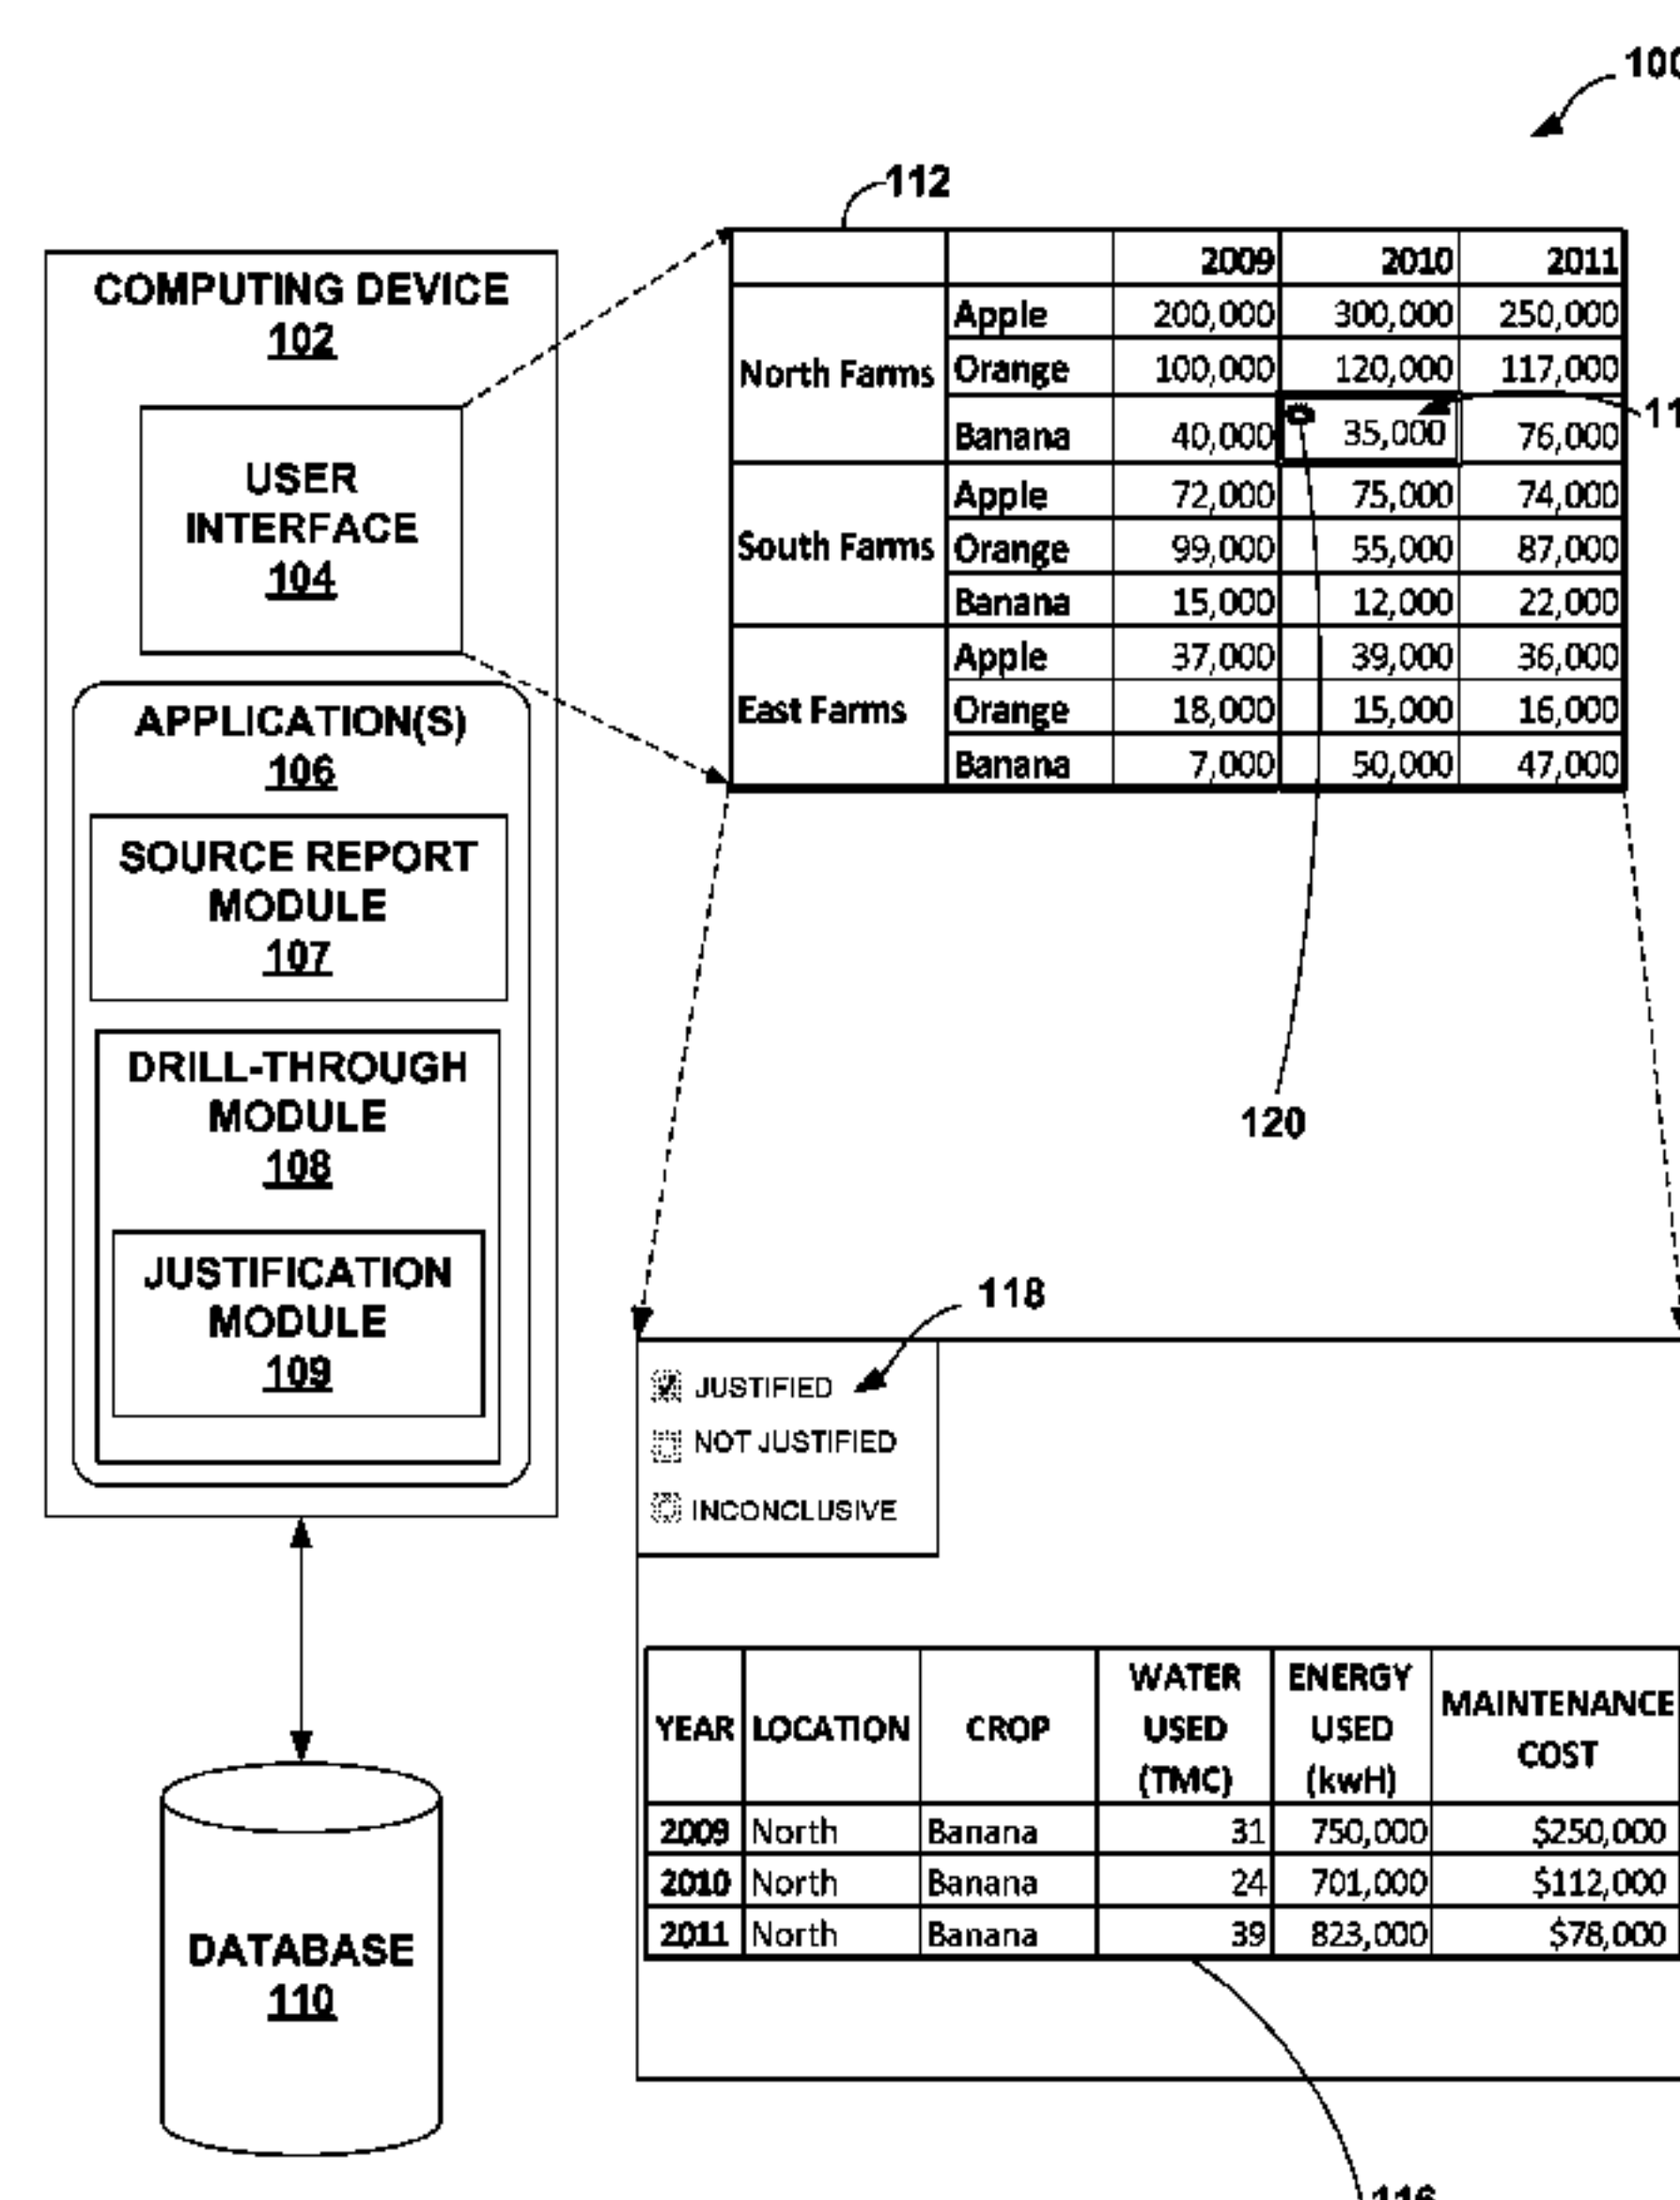 100
112
COMPUTING DEVICE
102
USER
INTERFACE
104
APPLICATION(S)
106
SOURCE REPORT
MODULE
107
DRILL-THROUGH
MODULE
108
JUSTIFICATION
MODULE
109
DATABASE
110
2009 2010 2011
North Farms Apple 200,000 300,000 250,000
Orange 100,000 120,000 117,000
Banana 40,000 35,000 76,000
South Farms Apple 72,000 75,000 74,000
Orange 99,000 55,000 87,000
Banana 15,000 12,000 22,000
East Farms Apple 37,000 39,000 36,000
Orange 18,000 15,000 16,000
Banana 7,000 50,000 47,000
120
118
JUSTIFIED
NOT JUSTIFIED
INCONCLUSIVE
YEAR LOCATION CROP WATER USED (TMC) ENERGY USED (kwH) MAINTENANCE COST
2009 North Banana 31 750,000 $250,000
2010 North Banana 24 701,000 $112,000
2011 North Banana 39 823,000 $78,000
116